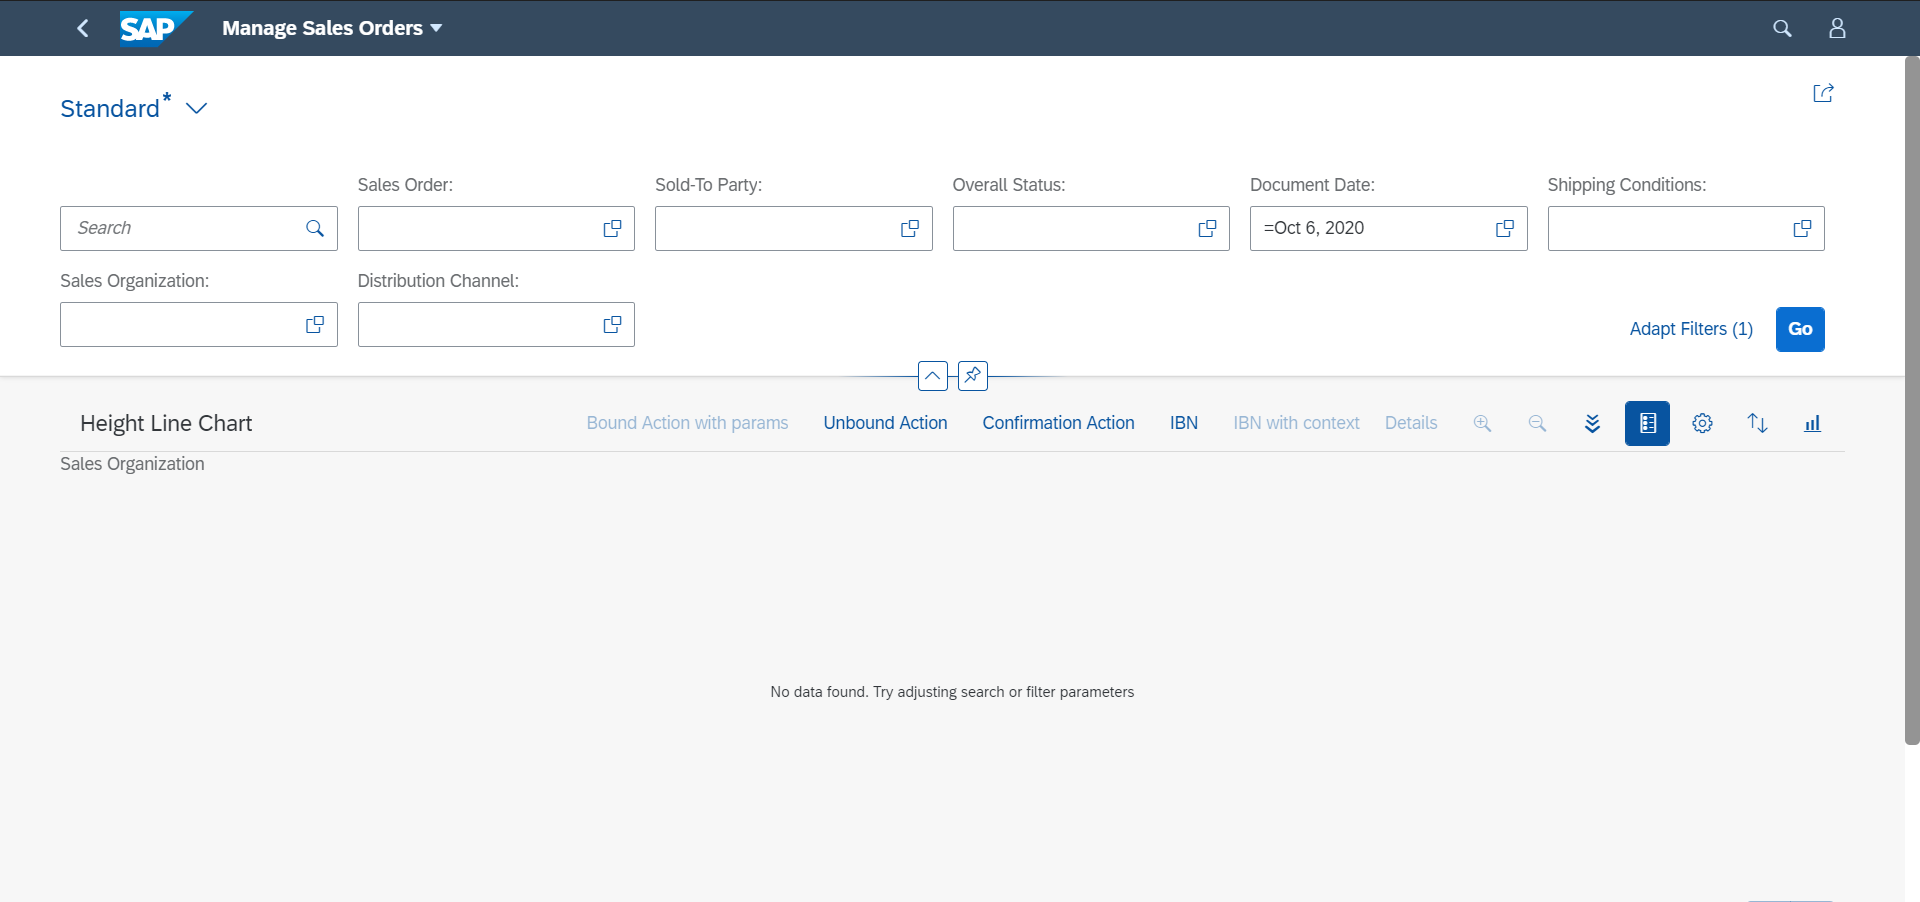 SAP Manage Sales Orders
Standard*
Sales Order: Sold-To Party: Overall Status: Document Date: Shipping Conditions:
Search =Oct 6, 2020
Sales Organization: Distribution Channel:
Adapt Filters (1) Go
Height Line Chart Bound Action with params Unbound Action Confirmation Action IBN IBN with context Details
Sales Organization
No data found. Try adjusting search or filter parameters